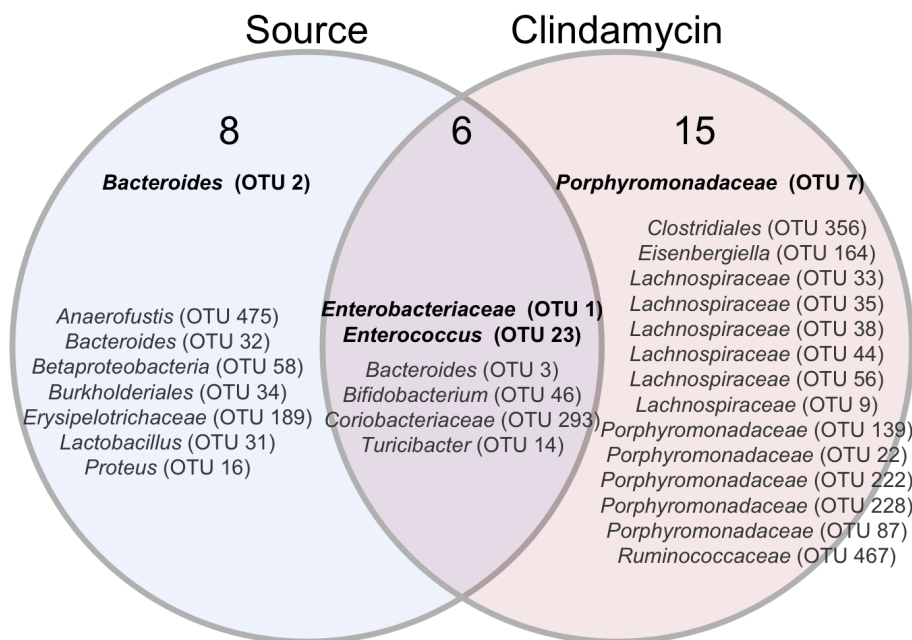 Source
Clindamycin
8
6
15
Bacteroides (OTU 2)
Porphyromonadaceae (OTU 7)
Anaerofustis (OTU 475)
Bacteroides (OTU 32)
Betaproteobacteria (OTU 58)
Burkholderiales (OTU 34)
Erysipelotrichaceae (OTU 189)
Lactobacillus (OTU 31)
Proteus (OTU 16)
Enterobacteriaceae (OTU 1)
Enterococcus (OTU 23)
Bacteroides (OTU 3)
Bifidobacterium (OTU 46)
Coriobacteriaceae (OTU 293)
Turicibacter (OTU 14)
Clostridiales (OTU 356)
Eisenbergiella (OTU 164)
Lachnospiraceae (OTU 33)
Lachnospiraceae (OTU 35)
Lachnospiraceae (OTU 38)
Lachnospiraceae (OTU 44)
Lachnospiraceae (OTU 56)
Lachnospiraceae (OTU 9)
Porphyromonadaceae (OTU 139)
Porphyromonadaceae (OTU 22)
Porphyromonadaceae (OTU 222)
Porphyromonadaceae (OTU 228)
Porphyromonadaceae (OTU 87)
Ruminococcaceae (OTU 467)